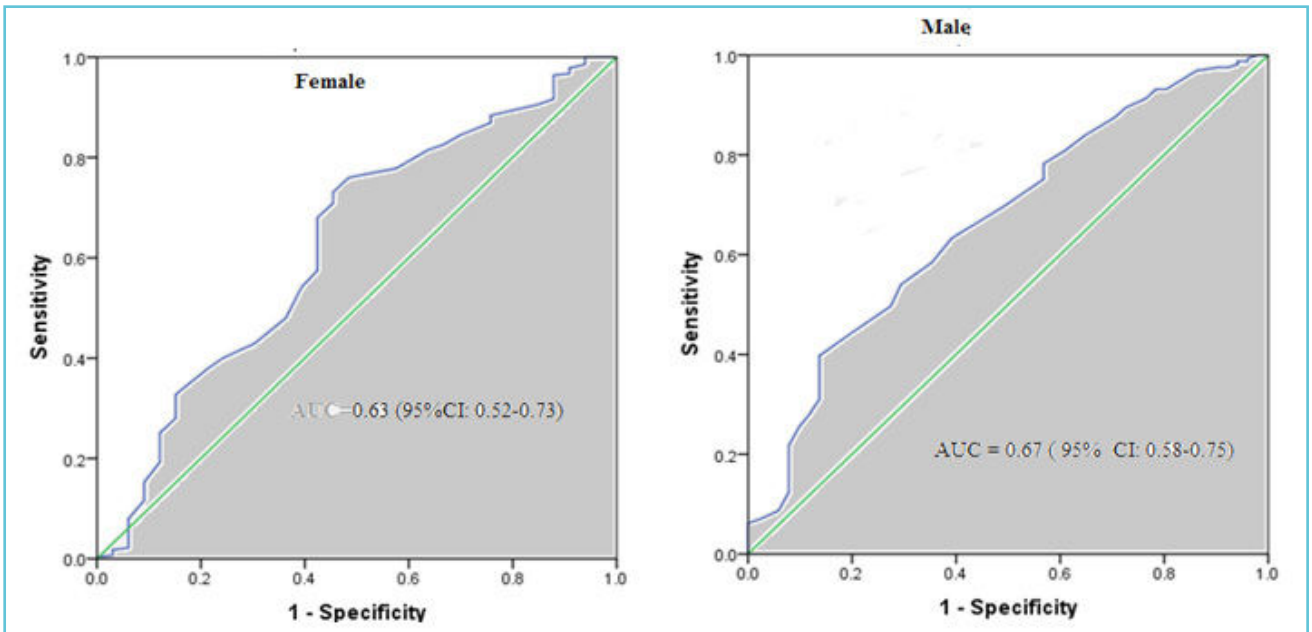 Female
1.0
0.8
0.6
0.4
0.2
0.0
Sensitivity
AUC=0.63 (95%CI: 0.52-0.73)
0.0 0.2 0.4 0.6 0.8 1.0
1 - Specificity
Male
1.0
0.8
0.6
0.4
0.2
0.0
Sensitivity
AUC = 0.67 ( 95% CI: 0.58-0.75)
0.0 0.2 0.4 0.6 0.8 1.0
1 - Specificity